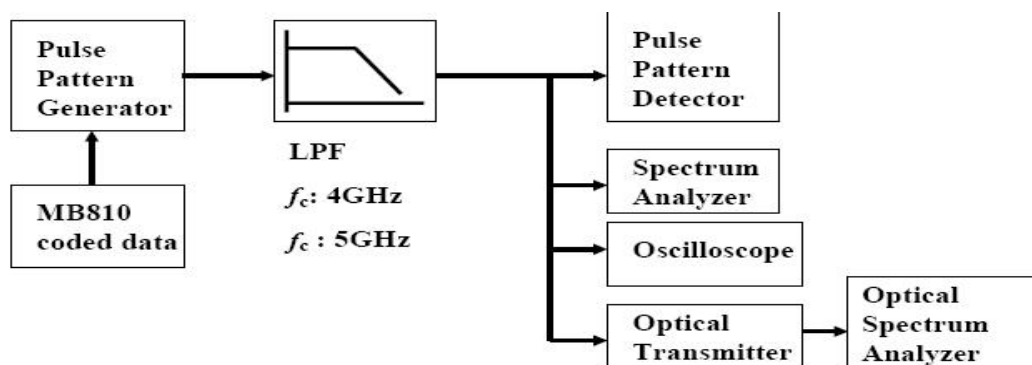 Pulse
Pattern
Generator
MB810
coded data
LPF
fc: 4GHz
fc : 5GHz
Pulse
Pattern
Detector
Spectrum
Analyzer
Oscilloscope
Optical
Transmitter
Optical
Spectrum
Analyzer